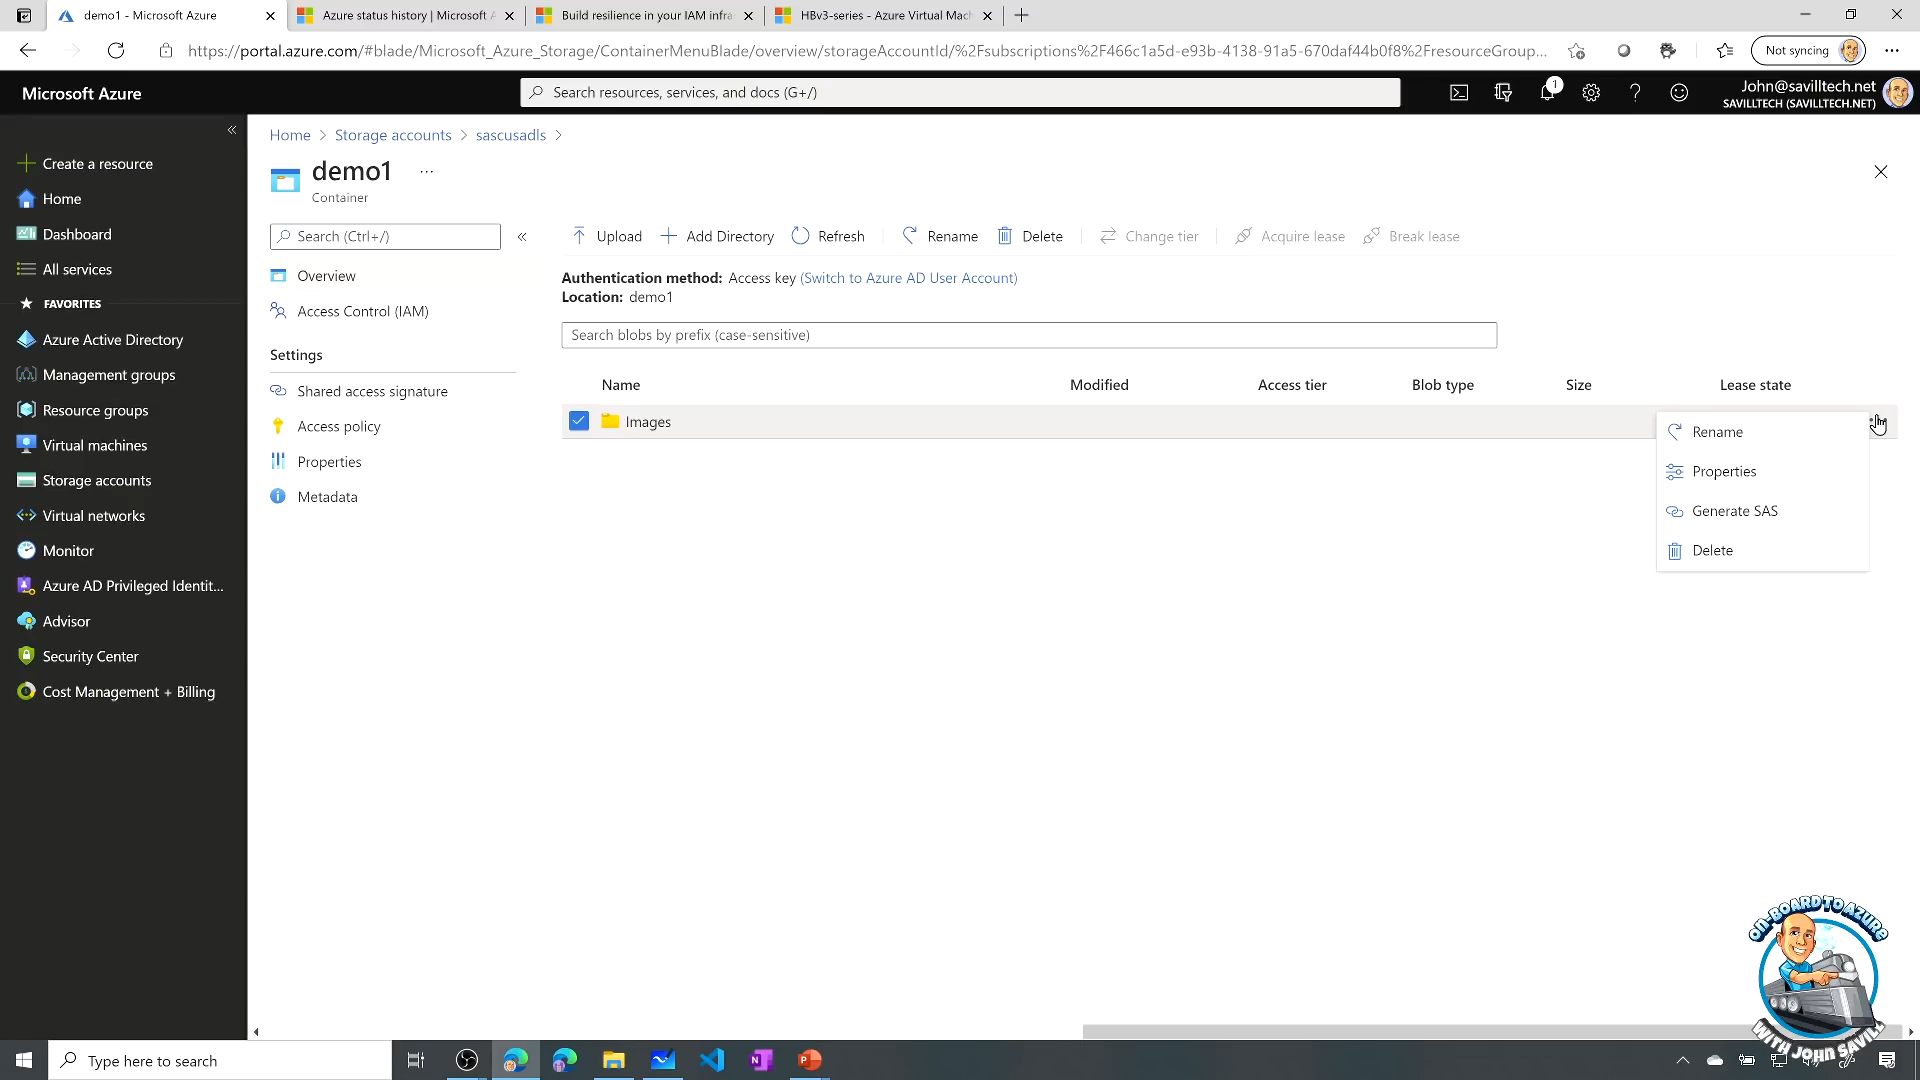 demo1 - Microsoft Azure
Azure status history | Microsoft A
Build resilience in your IAM infra
HBv3-series - Azure Virtual Mach
https://portal.azure.com/#blade/Microsoft_Azure_Storage/ContainerMenuBlade/overview/storageAccountId/%2Fsubscriptions%2F466c1a5d-e93b-4138-91a5-670daf44b0f8%2FresourceGroup...
Not syncing
Microsoft Azure
Search resources, services, and docs (G+/)
1
John@savilltech.net
SAVILLTECH (SAVILLTECH.NET)
Create a resource
Home
Dashboard
All services
FAVORITES
Azure Active Directory
Management groups
Resource groups
Virtual machines
Storage accounts
Virtual networks
Monitor
Azure AD Privileged Identit...
Advisor
Security Center
Cost Management + Billing
Home > Storage accounts > sascusadls >
demo1 ...
Container
Search (Ctrl+/)
Overview
Access Control (IAM)
Settings
Shared access signature
Access policy
Properties
Metadata
Upload Add Directory Refresh Rename Delete Change tier Acquire lease Break lease
Authentication method: Access key (Switch to Azure AD User Account)
Location: demo1
Search blobs by prefix (case-sensitive)
Name Modified Access tier Blob type Size Lease state
Images
Rename
Properties
Generate SAS
Delete
ON-BOARD TO AZURE
WITH JOHN SAVILL
Type here to search